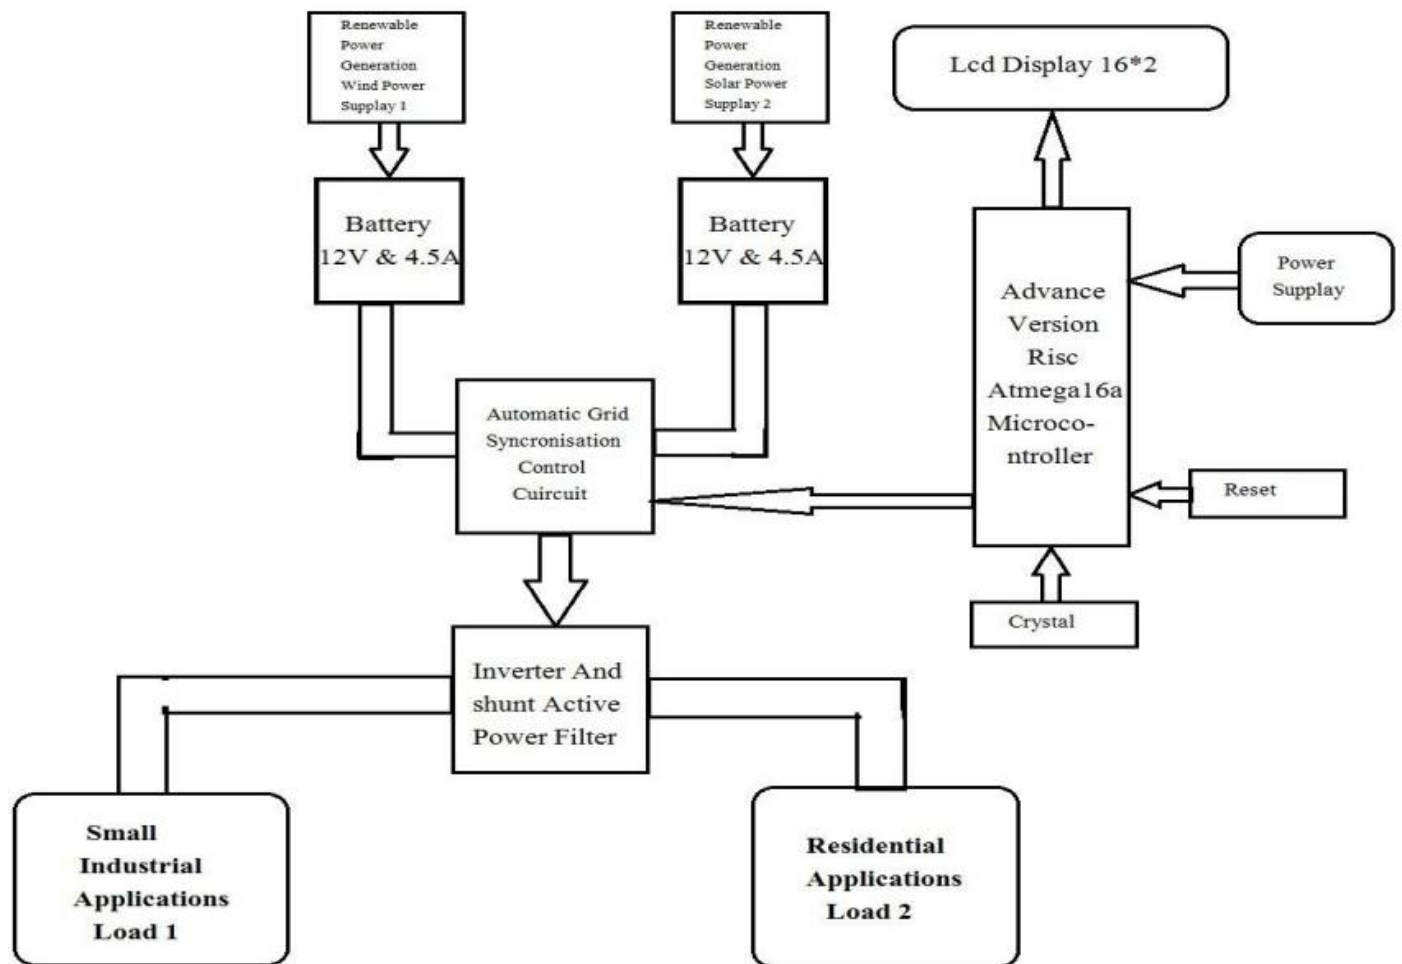 Renewable
Power
Generation
Wind Power
Supplay 1
Renewable
Power
Generation
Solar Power
Supplay 2
Lcd Display 16*2
Battery
12V & 4.5A
Battery
12V & 4.5A
Advance
Version
Risc
Atmega16a
Microco-
ntroller
Power
Supplay
Automatic Grid
Syncronisation
Control
Cuircuit
Reset
Crystal
Inverter And
shunt Active
Power Filter
Small
Industrial
Applications
Load 1
Residential
Applications
Load 2